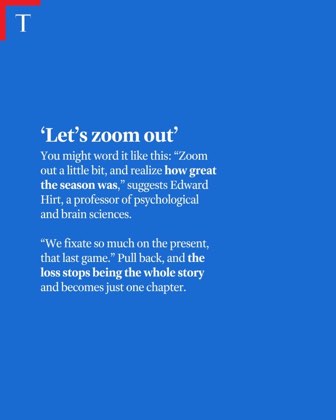 T
‘Let’s zoom out’
You might word it like this: “Zoom
out a little bit, and realize how great
the season was,” suggests Edward
Hirt, a professor of psychological
and brain sciences.
“We fixate so much on the present,
that last game.” Pull back, and the
loss stops being the whole story
and becomes just one chapter.